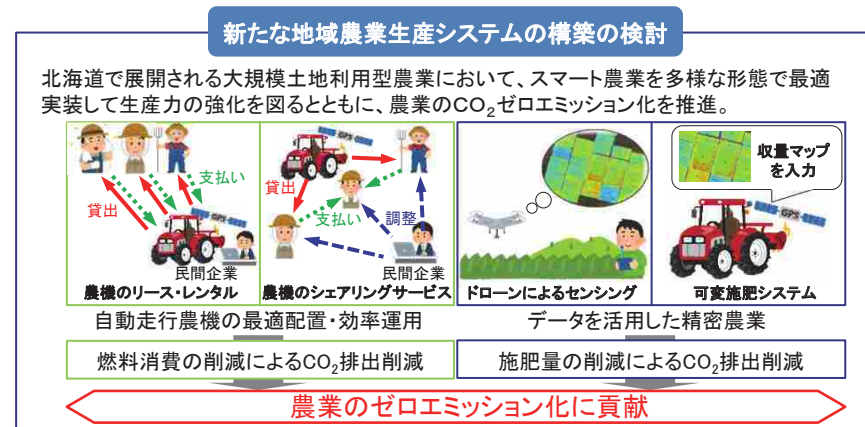 新たな地域農業生産システムの構築の検討
北海道で展開される大規模土地利用型農業において、スマート農業を多様な形態で最適
実装して生産力の強化を図るとともに、農業のCO₂ゼロエミッション化を推進。
支払い
貸出
GPS
民間企業
農機のリース・レンタル
GPS
貸出
支払い
調整
民間企業
農機のシェアリングサービス
ドローンによるセンシング
収量マップ
を入力
GPS
可変施肥システム
自動走行農機の最適配置・効率運用
データを活用した精密農業
燃料消費の削減によるCO₂排出削減
施肥量の削減によるCO₂排出削減
農業のゼロエミッション化に貢献